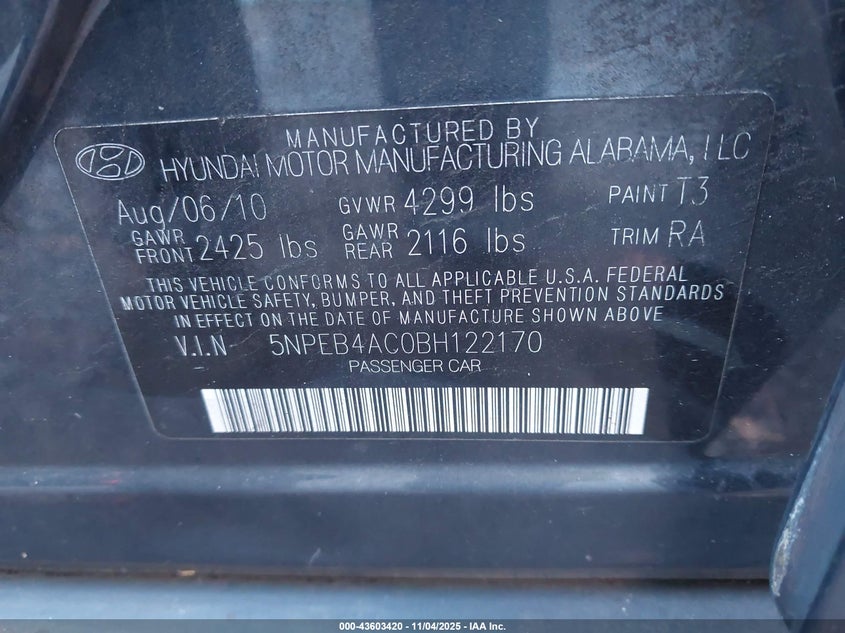 MANUFACTURED BY
HYUNDAI MOTOR MANUFACTURING ALABAMA, LLC
Aug/06/10 GVWR 4299 lbs PAINT T3
GAWR FRONT 2425 lbs GAWR REAR 2116 lbs TRIM RA
THIS VEHICLE CONFORMS TO ALL APPLICABLE U.S.A. FEDERAL
MOTOR VEHICLE SAFETY, BUMPER, AND THEFT PREVENTION STANDARDS
IN EFFECT ON THE DATE OF MANUFACTURE SHOWN ABOVE
V.I.N 5NPEB4AC0BH122170
PASSENGER CAR
000-43603420 - 11/04/2025 - IAA Inc.